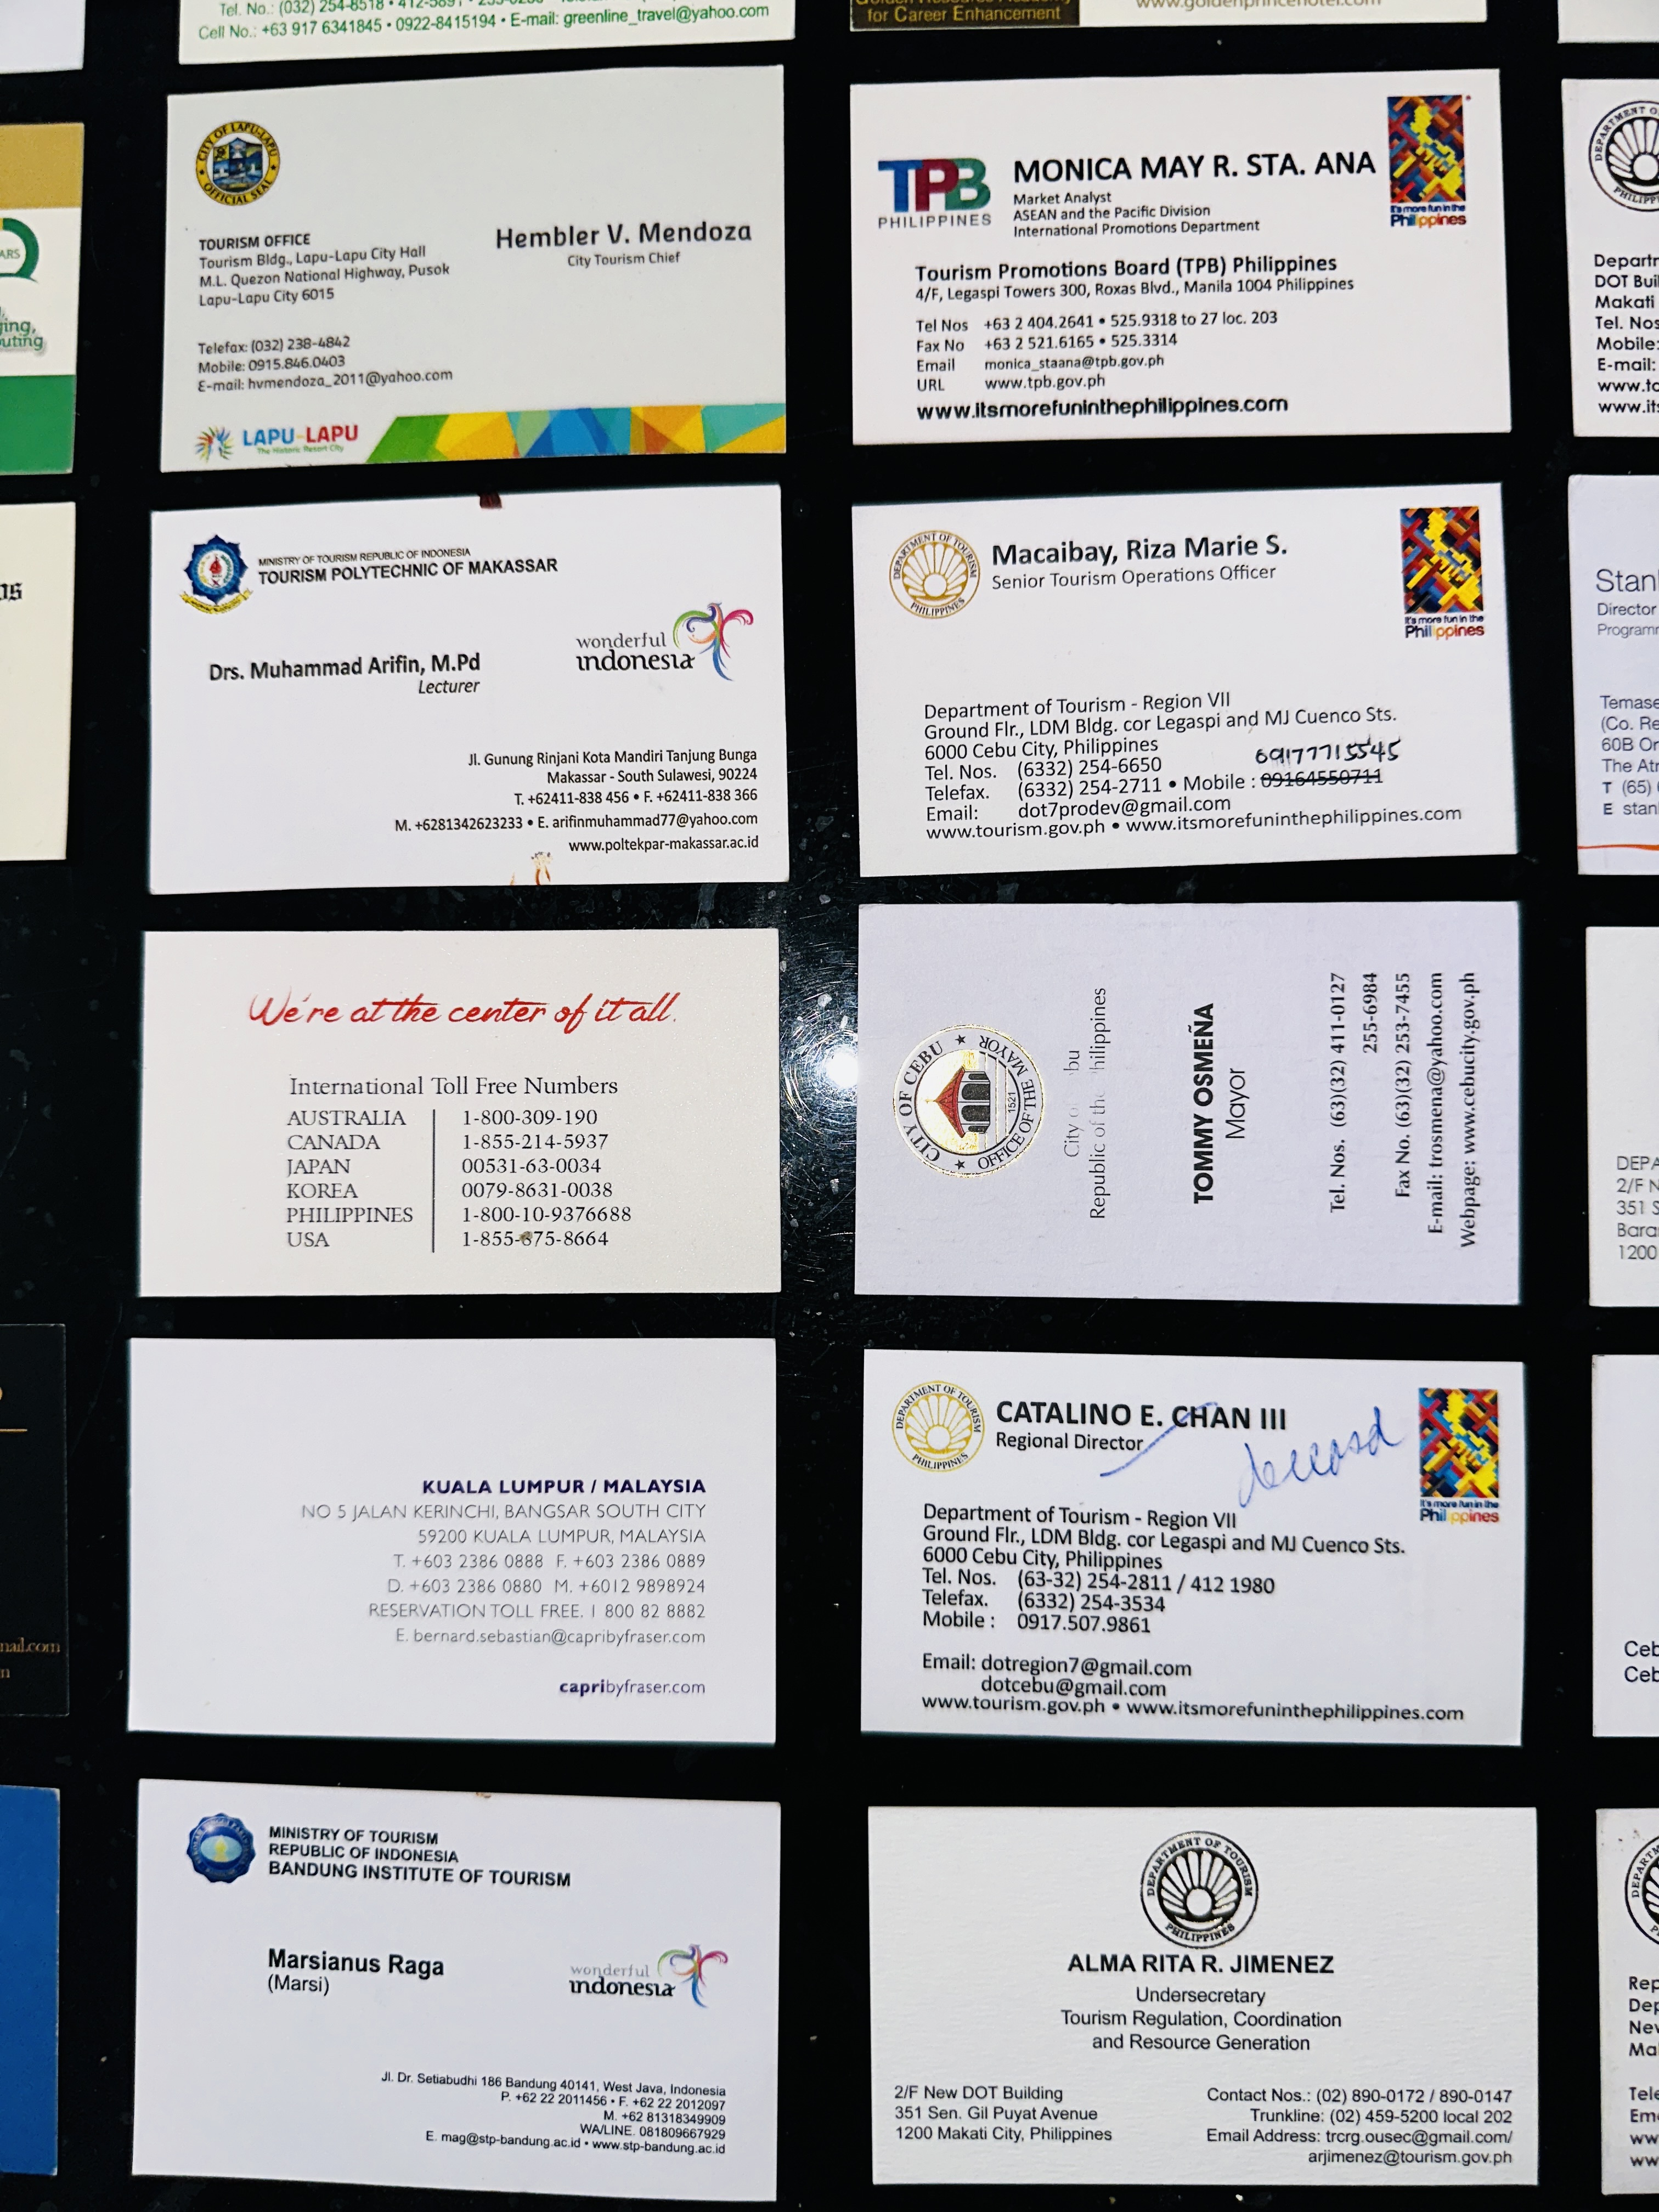 Tel. No.: (032) 254-8518 •
Cell No.: +63 917 6341845 • 0922-8415194 • E-mail: greenline_travel@yahoo.com
for Career Enhancement
www.goldenprincehotel.com
CITY OF LAPU-LAPU
OFFICIAL SEAL
TOURISM OFFICE
Tourism Bldg., Lapu-Lapu City Hall
M.L. Quezon National Highway, Pusok
Lapu-Lapu City 6015
Hembler V. Mendoza
City Tourism Chief
Telefax: (032) 238-4842
Mobile: 0915.846.0403
E-mail: hvmendoza_2011@yahoo.com
LAPU-LAPU
The Historic Resort City
TPB
PHILIPPINES
MONICA MAY R. STA. ANA
Market Analyst
ASEAN and the Pacific Division
International Promotions Department
It's more fun in the
Philippines
Tourism Promotions Board (TPB) Philippines
4/F, Legaspi Towers 300, Roxas Blvd., Manila 1004 Philippines
Tel Nos +63 2 404.2641 • 525.9318 to 27 loc. 203
Fax No +63 2 521.6165 • 525.3314
Email monica_staana@tpb.gov.ph
URL www.tpb.gov.ph
www.itsmorefuninthephilippines.com
MINISTRY OF TOURISM REPUBLIC OF INDONESIA
TOURISM POLYTECHNIC OF MAKASSAR
wonderful
indonesia
Drs. Muhammad Arifin, M.Pd
Lecturer
Jl. Gunung Rinjani Kota Mandiri Tanjung Bunga
Makassar - South Sulawesi, 90224
T. +62411-838 456 • F. +62411-838 366
M. +6281342623233 • E. arifinmuhammad77@yahoo.com
www.poltekpar-makassar.ac.id
DEPARTMENT OF TOURISM
PHILIPPINES
Macaibay, Riza Marie S.
Senior Tourism Operations Officer
It's more fun in the
Philippines
Department of Tourism - Region VII
Ground Flr., LDM Bldg. cor Legaspi and MJ Cuenco Sts.
6000 Cebu City, Philippines
09177715545
Tel. Nos. (6332) 254-6650
Telefax. (6332) 254-2711 • Mobile : 09164550711
Email: dot7prodev@gmail.com
www.tourism.gov.ph • www.itsmorefuninthephilippines.com
We're at the center of it all.
International Toll Free Numbers
AUSTRALIA 1-800-309-190
CANADA 1-855-214-5937
JAPAN 00531-63-0034
KOREA 0079-8631-0038
PHILIPPINES 1-800-10-9376688
USA 1-855-675-8664
CITY OF CEBU
OFFICE OF THE MAYOR
1521
City of
Republic of the Philippines
TOMMY OSMEÑA
Mayor
Tel. Nos. (63)(32) 411-0127
255-6984
Fax No. (63)(32) 253-7455
E-mail: trosmena@yahoo.com
Webpage: www.cebucity.gov.ph
KUALA LUMPUR / MALAYSIA
NO 5 JALAN KERINCHI, BANGSAR SOUTH CITY
59200 KUALA LUMPUR, MALAYSIA
T. +603 2386 0888 F. +603 2386 0889
D. +603 2386 0880 M. +6012 9898924
RESERVATION TOLL FREE. 1 800 82 8882
E. bernard.sebastian@capribyfraser.com
capribyfraser.com
DEPARTMENT OF TOURISM
PHILIPPINES
CATALINO E. CHAN III
Regional Director
It's more fun in the
Philippines
Department of Tourism - Region VII
Ground Flr., LDM Bldg. cor Legaspi and MJ Cuenco Sts.
6000 Cebu City, Philippines
Tel. Nos. (63-32) 254-2811 / 412 1980
Telefax. (6332) 254-3534
Mobile : 0917.507.9861
Email: dotregion7@gmail.com
dotcebu@gmail.com
www.tourism.gov.ph • www.itsmorefuninthephilippines.com
MINISTRY OF TOURISM
REPUBLIC OF INDONESIA
BANDUNG INSTITUTE OF TOURISM
Marsianus Raga
(Marsi)
wonderful
indonesia
Jl. Dr. Setiabudhi 186 Bandung 40141, West Java, Indonesia
P. +62 22 2011456 • F. +62 22 2012097
M. +62 81318349909
WA/LINE. 081809667929
E. mag@stp-bandung.ac.id • www.stp-bandung.ac.id
DEPARTMENT OF TOURISM
PHILIPPINES
ALMA RITA R. JIMENEZ
Undersecretary
Tourism Regulation, Coordination
and Resource Generation
2/F New DOT Building
351 Sen. Gil Puyat Avenue
1200 Makati City, Philippines
Contact Nos.: (02) 890-0172 / 890-0147
Trunkline: (02) 459-5200 local 202
Email Address: trcrg.ousec@gmail.com/
arjimenez@tourism.gov.ph
DOT
Makati
Tel. Nos
Mobile:
E-mail:
Director
The
T (65)
E
2/F
351
1200